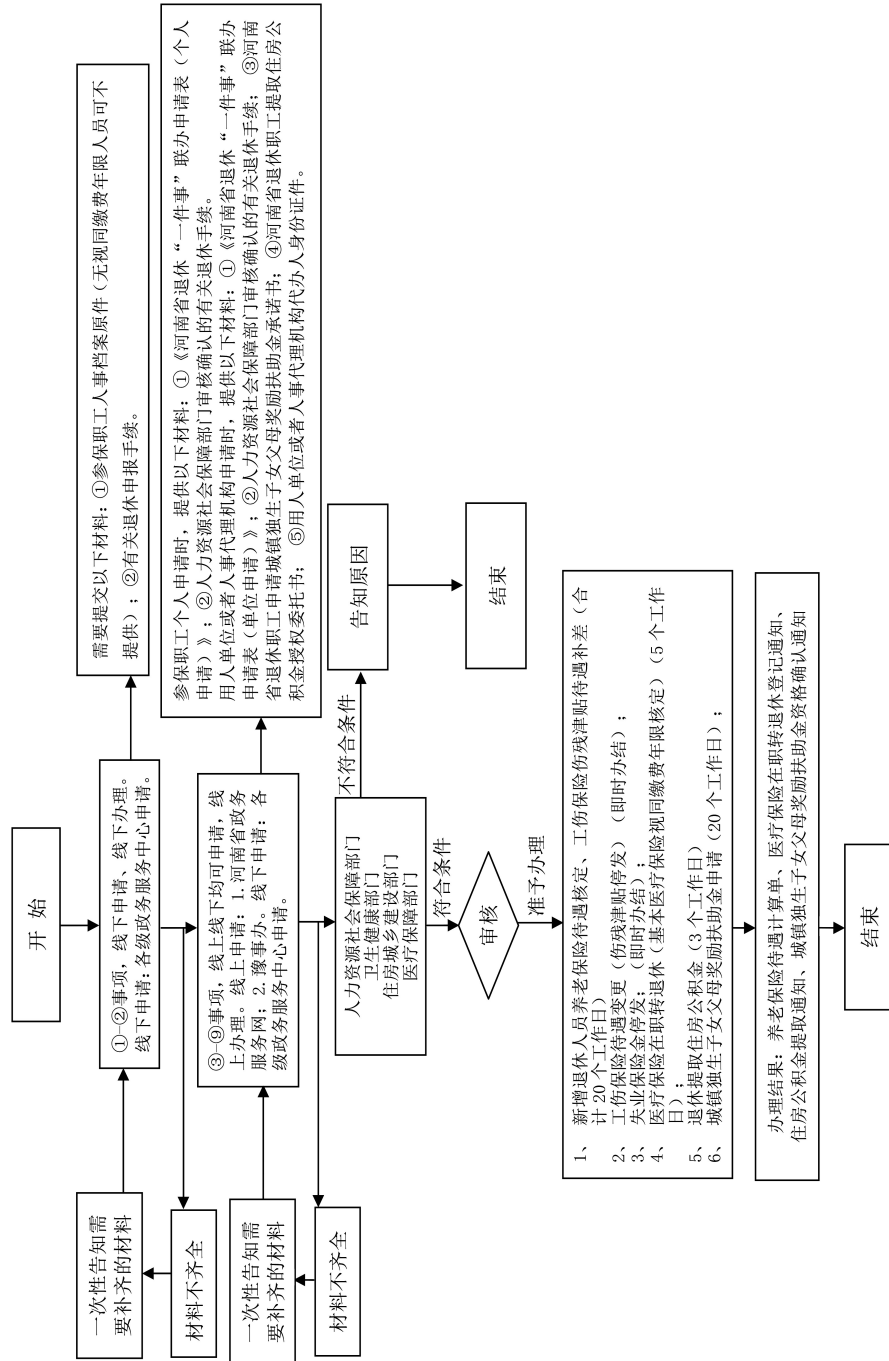 开 始
①-②事项，线下申请、线下办理。
线下申请：各级政务服务中心申请。
需要提交以下材料：①参保职工人事档案原件（无视同缴费年限人员可不
提供）；②有关退休申报手续。
一次性告知需
要补齐的材料
材料不齐全
③-⑨事项，线上线下均可申请，线
上办理。线上申请：1.河南省政务
服务网；2.豫事办。线下申请：各
级政务服务中心申请。
参保职工个人申请时，提供以下材料：①《河南省退休“一件事”联办申请表（个人
申请）》；②人力资源社会保障部门审核确认的有关退休手续。
用人单位或者人事代理机构申请时，提供以下材料：①《河南省退休“一件事”联办
申请表（单位申请）》；②人力资源社会保障部门审核确认的有关退休手续；③河南
省退休职工申请城镇独生子女父母奖励扶助金承诺书；④河南省退休职工提取住房公
积金授权委托书；⑤用人单位或者人事代理机构代办人身份证件。
一次性告知需
要补齐的材料
材料不齐全
人力资源社会保障部门
卫生健康部门
住房城乡建设部门
医疗保障部门
不符合条件
告知原因
结束
符合条件
审核
准予办理
1、 新增退休人员养老保险待遇核定、工伤保险伤残津贴待遇补差（合
计 20 个工作日）
2、 工伤保险待遇变更（伤残津贴停发）（即时办结）；
3、 失业保险金停发；（即时办结）；
4、 医疗保险在职转退休（基本医疗保险视同缴费年限核定）（5 个工作
日）；
5、 退休提取住房公积金（3 个工作日）
6、 城镇独生子女父母奖励扶助金申请（20 个工作日）；
办理结果：养老保险待遇计算单、医疗保险在职转退休登记通知、
住房公积金提取通知、城镇独生子女父母奖励扶助金资格确认通知
结束